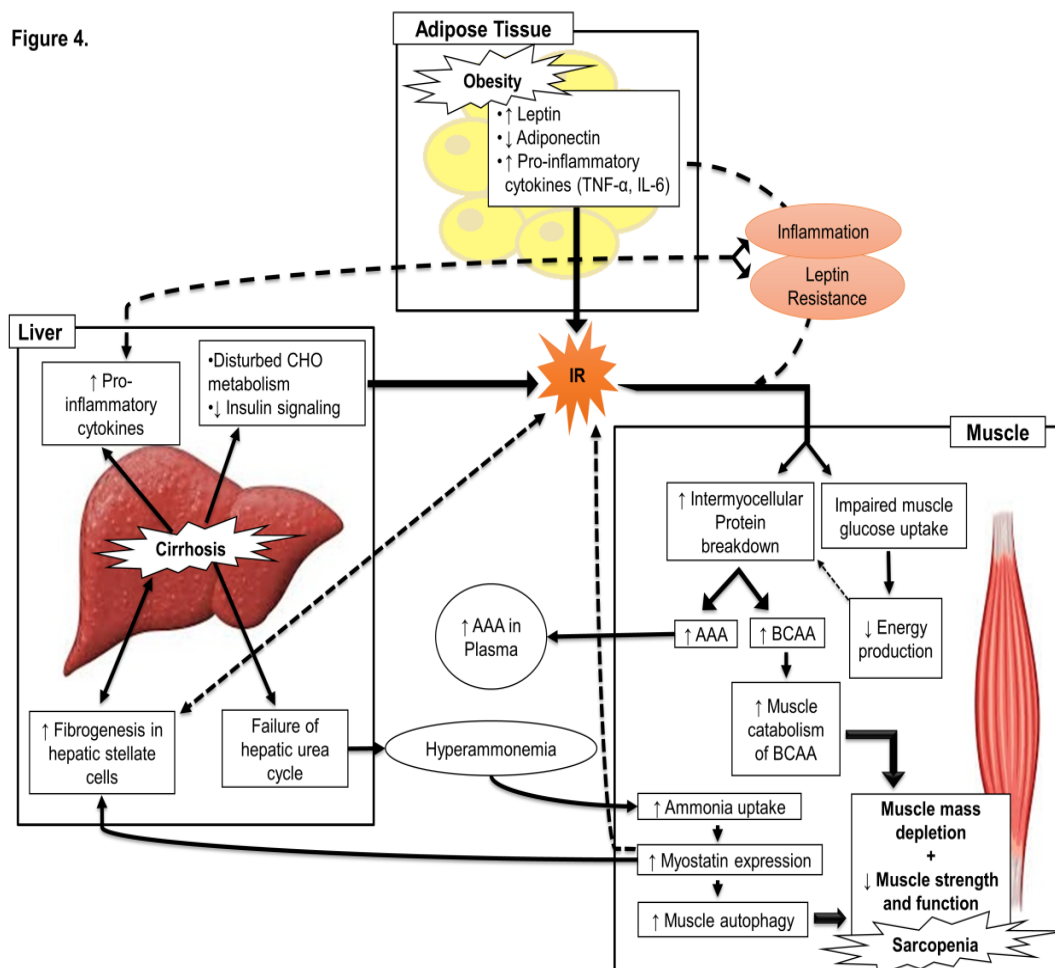 Figure 4.
Adipose Tissue
Obesity
•↑ Leptin
•↓ Adiponectin
•↑ Pro-inflammatory
cytokines (TNF-α, IL-6)
Inflammation
Leptin
Resistance
Liver
↑ Pro-
inflammatory
cytokines
•Disturbed CHO
metabolism
•↓ Insulin signaling
IR
Cirrhosis
↑ Fibrogenesis in
hepatic stellate
cells
Failure of
hepatic urea
cycle
Hyperammonemia
↑ AAA in
Plasma
Muscle
↑ Intermyocellular
Protein
breakdown
Impaired muscle
glucose uptake
↑ AAA
↑ BCAA
↓ Energy
production
↑ Muscle
catabolism
of BCAA
↑ Ammonia uptake
↑ Myostatin expression
↑ Muscle autophagy
Muscle mass
depletion
+
↓ Muscle strength
and function
Sarcopenia